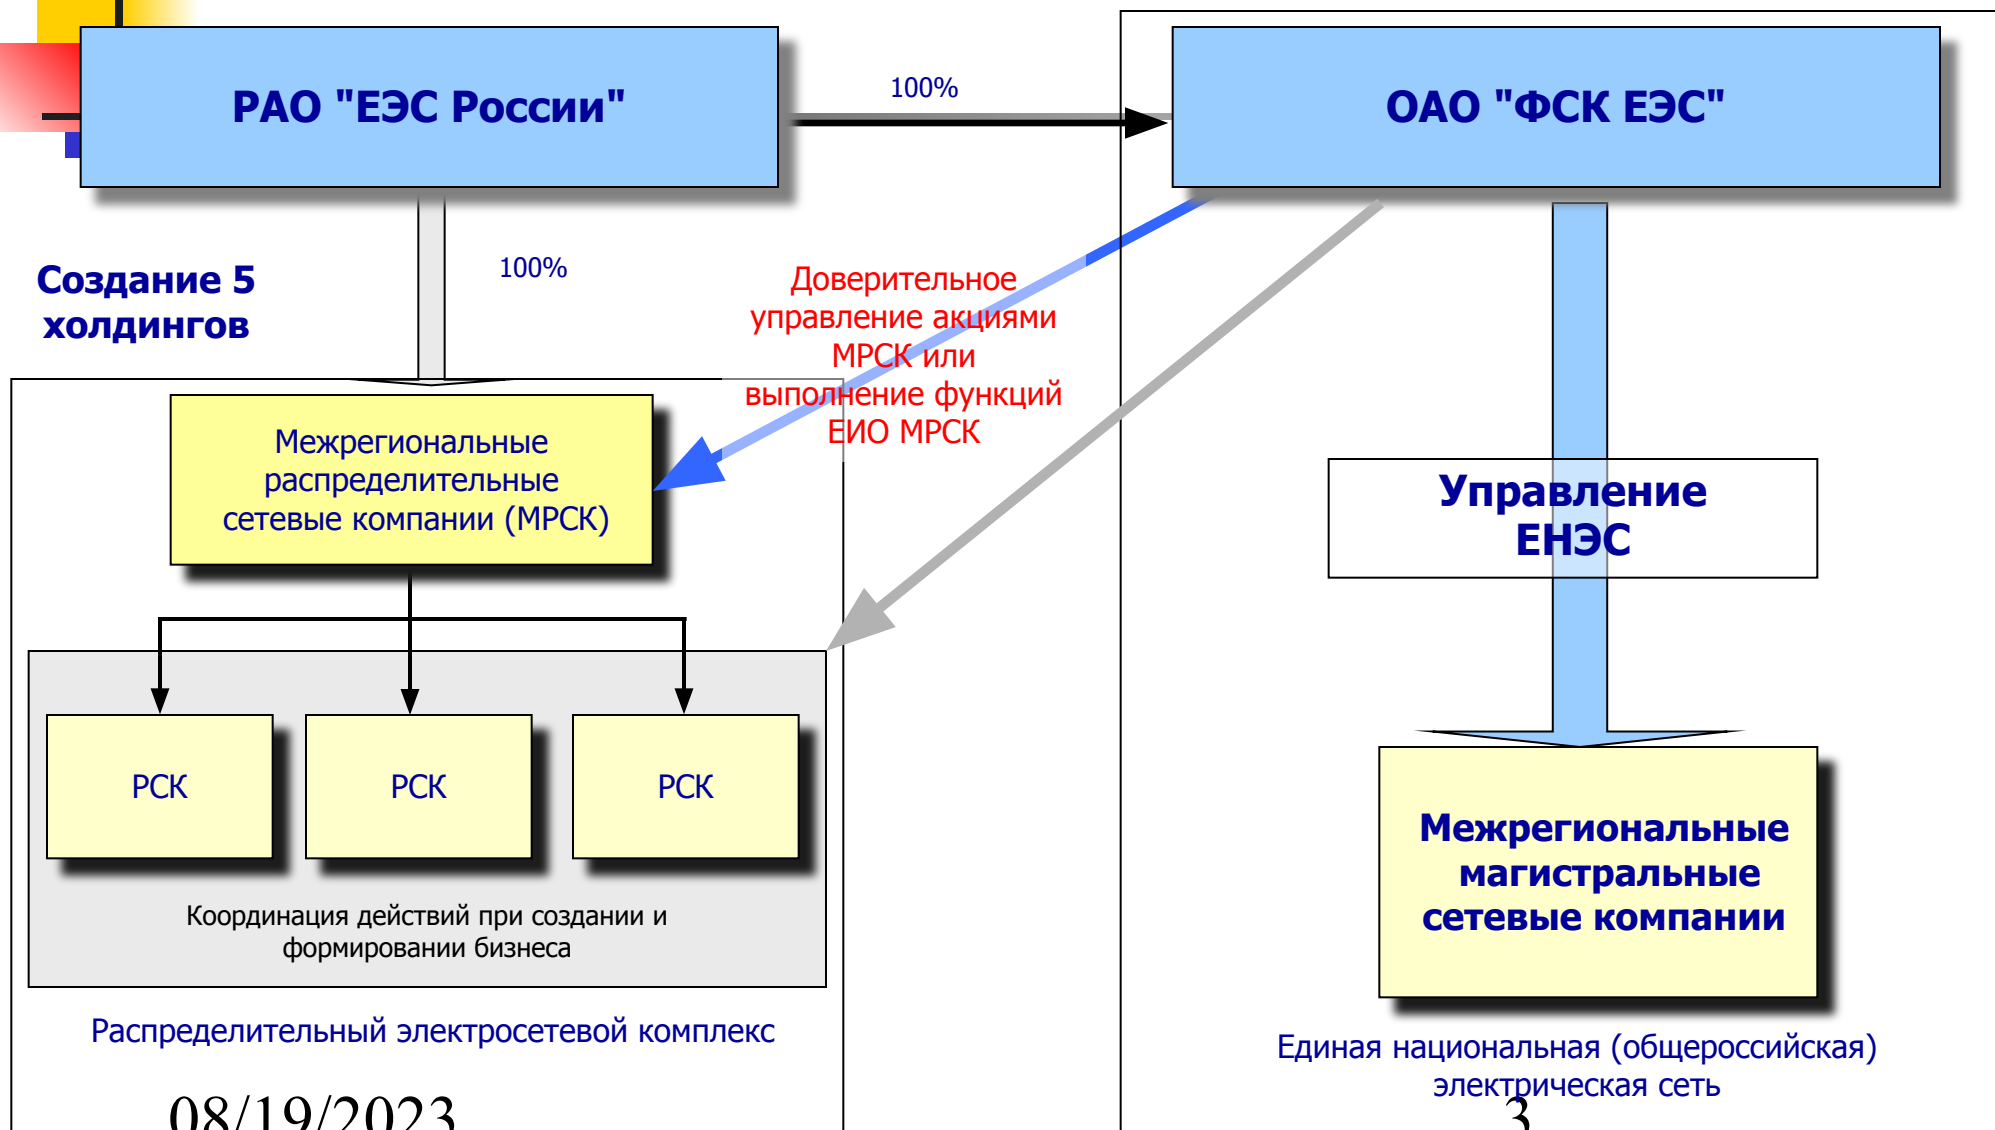 РАО "ЕЭС России"
100%
ОАО "ФСК ЕЭС"
100%
Создание 5
холдингов
Доверительное
управление акциями
МРСК или
выполнение функций
ЕИО МРСК
Межрегиональные
распределительные
сетевые компании (МРСК)
Управление
ЕНЭС
РСК
РСК
РСК
Координация действий при создании и
формировании бизнеса
Распределительный электросетевой комплекс
Межрегиональные
магистральные
сетевые компании
Единая национальная (общероссийская)
электрическая сеть
08/19/2023
3